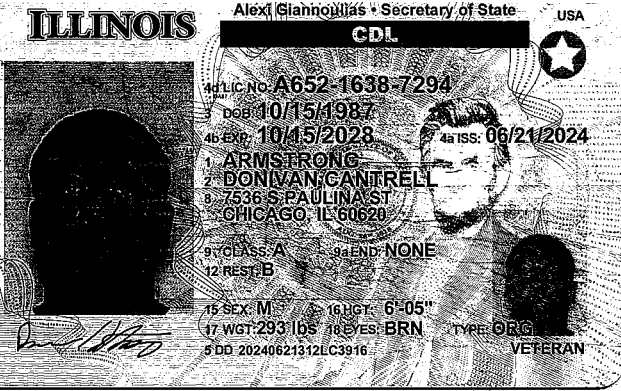 ILLINOIS
Alexi Giannoulias • Secretary of State
USA
CDL
4d LIC NO: A652-1638-7294
3 DOB: 10/15/1987
4b EXP: 10/15/2028 4a ISS: 06/21/2024
1 ARMSTRONG
2 DONIVAN CANTRELL
8 7536 S PAULINA ST
CHICAGO, IL 60620
9 CLASS: A 9a END: NONE
12 REST: B
15 SEX: M 16 HGT: 6'-05"
17 WGT: 293 lbs 18 EYES: BRN TYPE: ORG
5 DD 20240621312LC3916 VETERAN